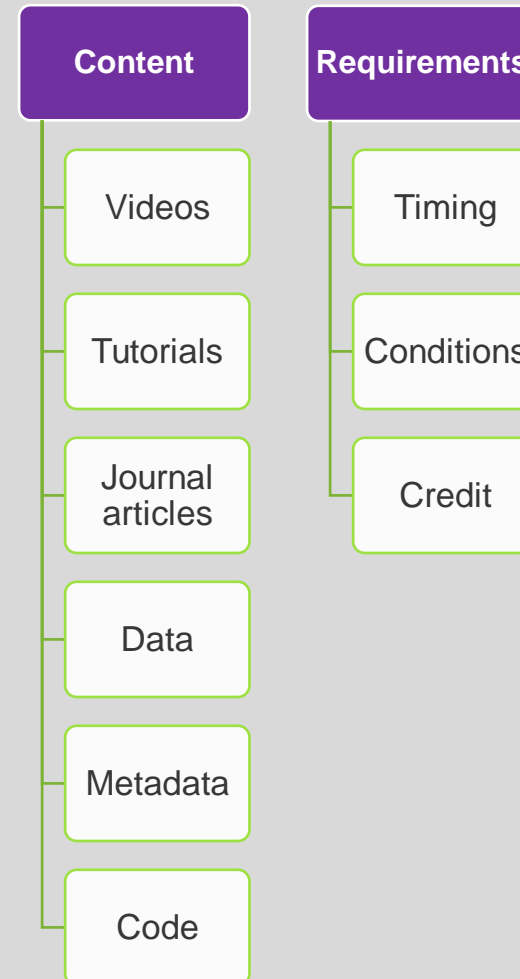 Content
Videos
Tutorials
Journal
articles
Data
Metadata
Code
Requirements
Timing
Conditions
Credit